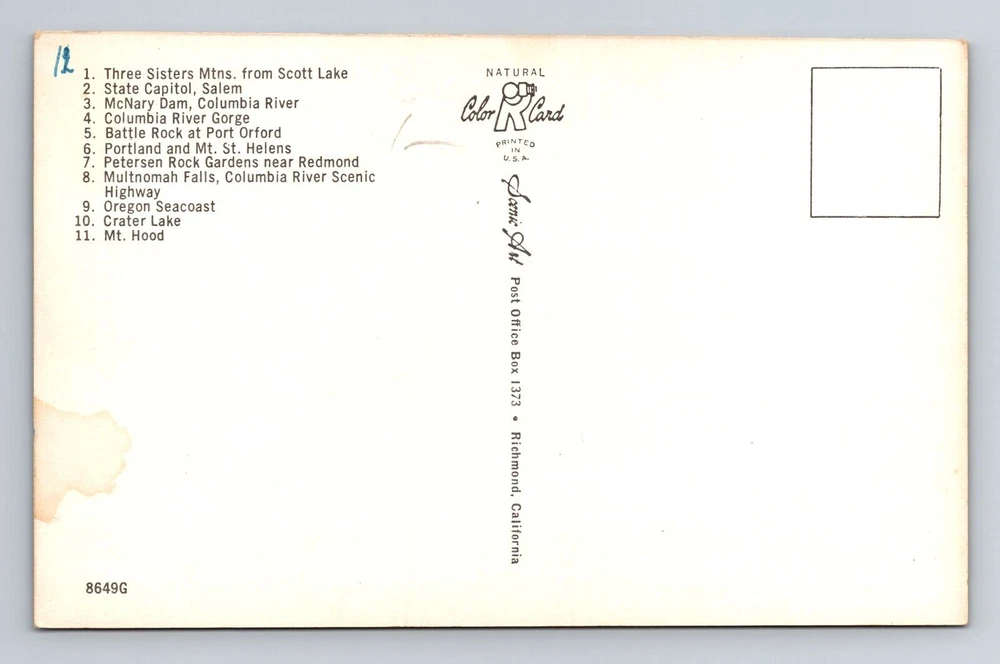 12
1. Three Sisters Mtns. from Scott Lake
2. State Capitol, Salem
3. McNary Dam, Columbia River
4. Columbia River Gorge
5. Battle Rock at Port Orford
6. Portland and Mt. St. Helens
7. Petersen Rock Gardens near Redmond
8. Multnomah Falls, Columbia River Scenic
Highway
9. Oregon Seacoast
10. Crater Lake
11. Mt. Hood
8649G
NATURAL
Color Card
PRINTED
IN
U.S.A.
Scenic Art Post Office Box 1373 • Richmond, California